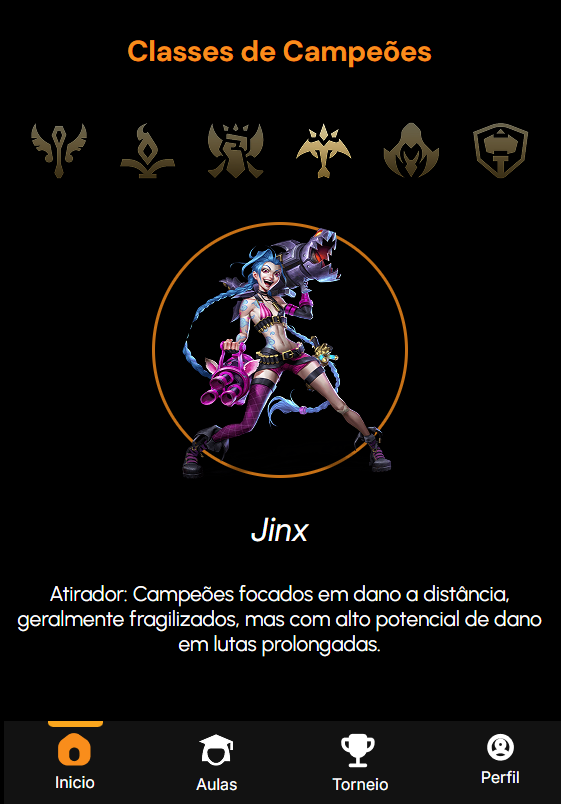 Classes de Campeões
Jinx
Atirador: Campeões focados em dano a distância,
geralmente fragilizados, mas com alto potencial de dano
em lutas prolongadas.
Inicio
Aulas
Torneio
Perfil